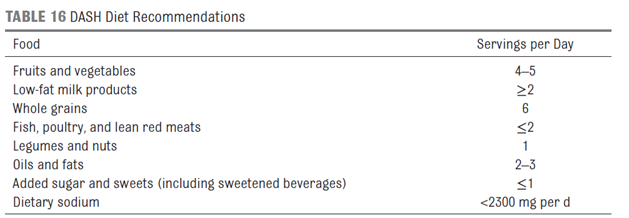 TABLE 16 DASH Diet Recommendations
Food Servings per Day
Fruits and vegetables 4–5
Low-fat milk products ≥2
Whole grains 6
Fish, poultry, and lean red meats ≤2
Legumes and nuts 1
Oils and fats 2–3
Added sugar and sweets (including sweetened beverages) ≤1
Dietary sodium <2300 mg per d